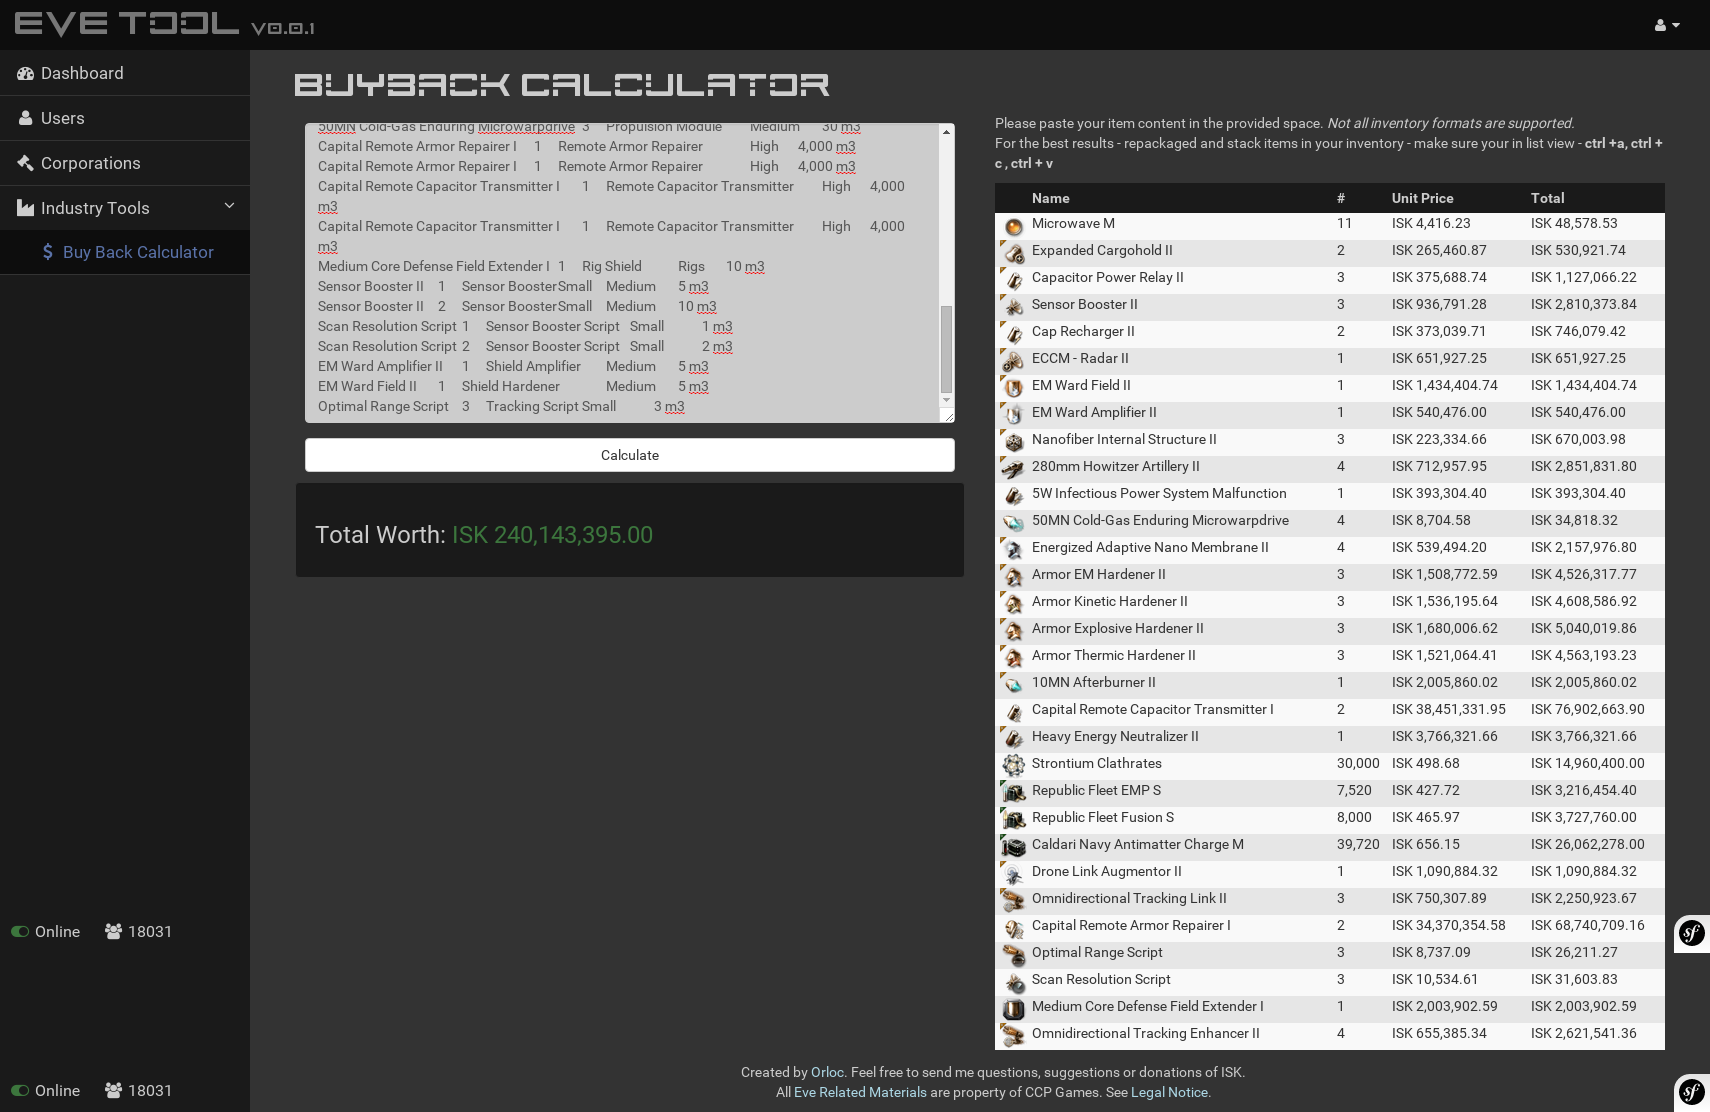 EVE TOOL v0.0.1
Dashboard
Users
Corporations
Industry Tools
$ Buy Back Calculator
Online 18031
Online 18031
BUYBACK CALCULATOR
50MN Cold-Gas Enduring Microwarpdrive 3 Propulsion Module Medium 30 m3
Capital Remote Armor Repairer I 1 Remote Armor Repairer High 4,000 m3
Capital Remote Armor Repairer I 1 Remote Armor Repairer High 4,000 m3
Capital Remote Capacitor Transmitter I 1 Remote Capacitor Transmitter High 4,000
m3
Capital Remote Capacitor Transmitter I 1 Remote Capacitor Transmitter High 4,000
m3
Medium Core Defense Field Extender I 1 Rig Shield Rigs 10 m3
Sensor Booster II 1 Sensor Booster Small Medium 5 m3
Sensor Booster II 2 Sensor Booster Small Medium 10 m3
Scan Resolution Script 1 Sensor Booster Script Small 1 m3
Scan Resolution Script 2 Sensor Booster Script Small 2 m3
EM Ward Amplifier II 1 Shield Amplifier Medium 5 m3
EM Ward Field II 1 Shield Hardener Medium 5 m3
Optimal Range Script 3 Tracking Script Small 3 m3
Calculate
Total Worth: ISK 240,143,395.00
Please paste your item content in the provided space. Not all inventory formats are supported.
For the best results - repackaged and stack items in your inventory - make sure your in list view - ctrl +a, ctrl +
c , ctrl + v
Name # Unit Price Total
Microwave M 11 ISK 4,416.23 ISK 48,578.53
Expanded Cargohold II 2 ISK 265,460.87 ISK 530,921.74
Capacitor Power Relay II 3 ISK 375,688.74 ISK 1,127,066.22
Sensor Booster II 3 ISK 936,791.28 ISK 2,810,373.84
Cap Recharger II 2 ISK 373,039.71 ISK 746,079.42
ECCM - Radar II 1 ISK 651,927.25 ISK 651,927.25
EM Ward Field II 1 ISK 1,434,404.74 ISK 1,434,404.74
EM Ward Amplifier II 1 ISK 540,476.00 ISK 540,476.00
Nanofiber Internal Structure II 3 ISK 223,334.66 ISK 670,003.98
280mm Howitzer Artillery II 4 ISK 712,957.95 ISK 2,851,831.80
5W Infectious Power System Malfunction 1 ISK 393,304.40 ISK 393,304.40
50MN Cold-Gas Enduring Microwarpdrive 4 ISK 8,704.58 ISK 34,818.32
Energized Adaptive Nano Membrane II 4 ISK 539,494.20 ISK 2,157,976.80
Armor EM Hardener II 3 ISK 1,508,772.59 ISK 4,526,317.77
Armor Kinetic Hardener II 3 ISK 1,536,195.64 ISK 4,608,586.92
Armor Explosive Hardener II 3 ISK 1,680,006.62 ISK 5,040,019.86
Armor Thermic Hardener II 3 ISK 1,521,064.41 ISK 4,563,193.23
10MN Afterburner II 1 ISK 2,005,860.02 ISK 2,005,860.02
Capital Remote Capacitor Transmitter I 2 ISK 38,451,331.95 ISK 76,902,663.90
Heavy Energy Neutralizer II 1 ISK 3,766,321.66 ISK 3,766,321.66
Strontium Clathrates 30,000 ISK 498.68 ISK 14,960,400.00
Republic Fleet EMP S 7,520 ISK 427.72 ISK 3,216,454.40
Republic Fleet Fusion S 8,000 ISK 465.97 ISK 3,727,760.00
Caldari Navy Antimatter Charge M 39,720 ISK 656.15 ISK 26,062,278.00
Drone Link Augmentor II 1 ISK 1,090,884.32 ISK 1,090,884.32
Omnidirectional Tracking Link II 3 ISK 750,307.89 ISK 2,250,923.67
Capital Remote Armor Repairer I 2 ISK 34,370,354.58 ISK 68,740,709.16
Optimal Range Script 3 ISK 8,737.09 ISK 26,211.27
Scan Resolution Script 3 ISK 10,534.61 ISK 31,603.83
Medium Core Defense Field Extender I 1 ISK 2,003,902.59 ISK 2,003,902.59
Omnidirectional Tracking Enhancer II 4 ISK 655,385.34 ISK 2,621,541.36
Created by Orloc. Feel free to send me questions, suggestions or donations of ISK.
All Eve Related Materials are property of CCP Games. See Legal Notice.
sf
sf